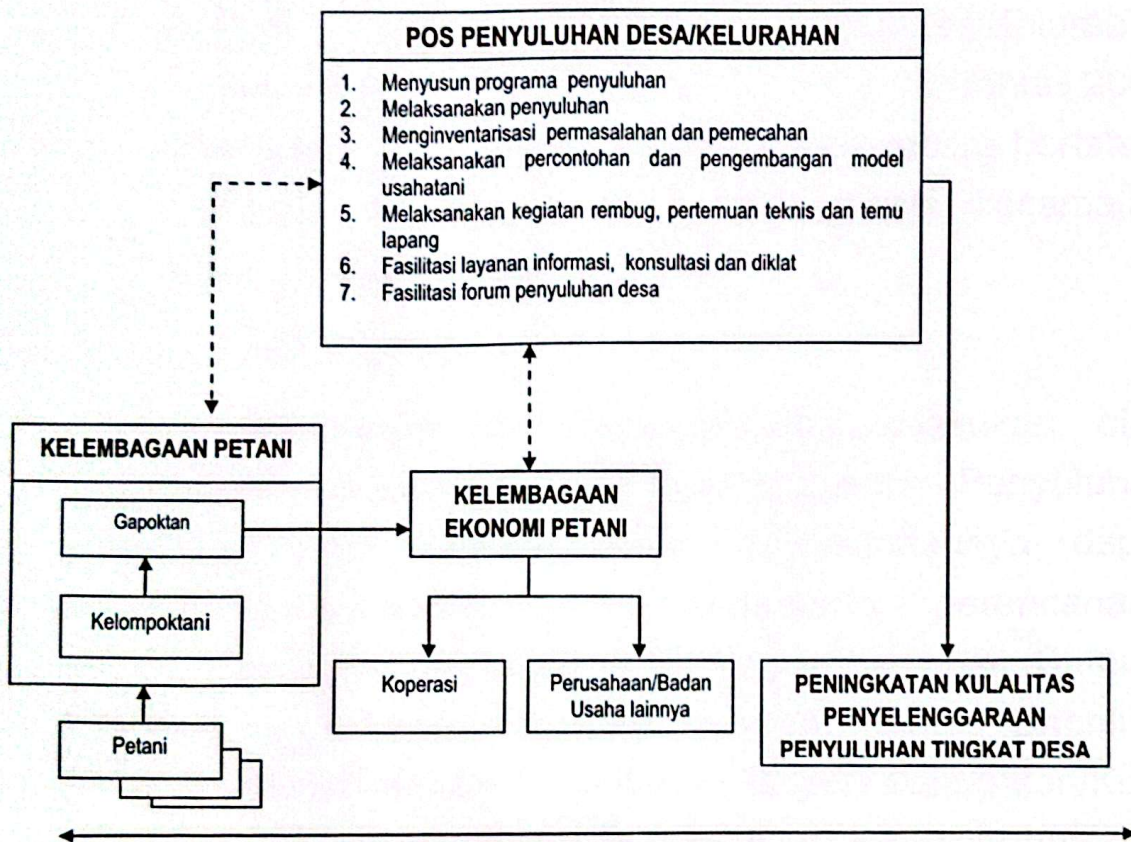 POS PENYULUHAN DESA/KELURAHAN
1. Menyusun programa penyuluhan
2. Melaksanakan penyuluhan
3. Menginventarisasi permasalahan dan pemecahan
4. Melaksanakan percontohan dan pengembangan model
usahatani
5. Melaksanakan kegiatan rembug, pertemuan teknis dan temu
lapang
6. Fasilitasi layanan informasi, konsultasi dan diklat
7. Fasilitasi forum penyuluhan desa
KELEMBAGAAN PETANI
Gapoktan
Kelompoktani
Petani
KELEMBAGAAN
EKONOMI PETANI
Koperasi
Perusahaan/Badan
Usaha lainnya
PENINGKATAN KULALITAS
PENYELENGGARAAN
PENYULUHAN TINGKAT DESA